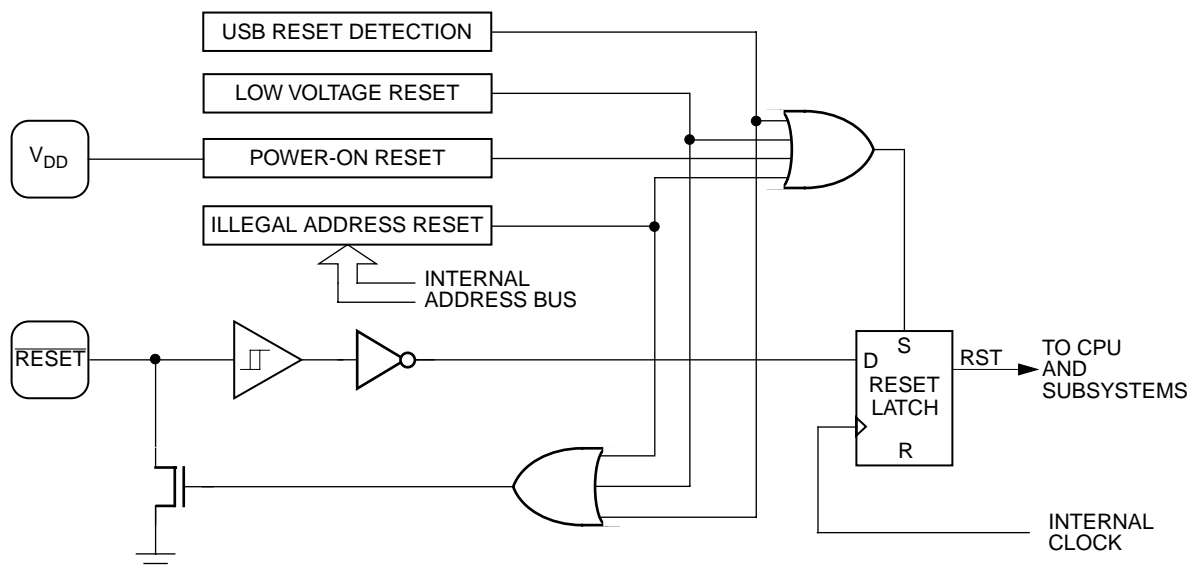 USB RESET DETECTION
LOW VOLTAGE RESET
VDD
POWER-ON RESET
ILLEGAL ADDRESS RESET
INTERNAL
ADDRESS BUS
RESET
D
S
RESET
LATCH
R
RST
TO CPU
AND
SUBSYSTEMS
INTERNAL
CLOCK